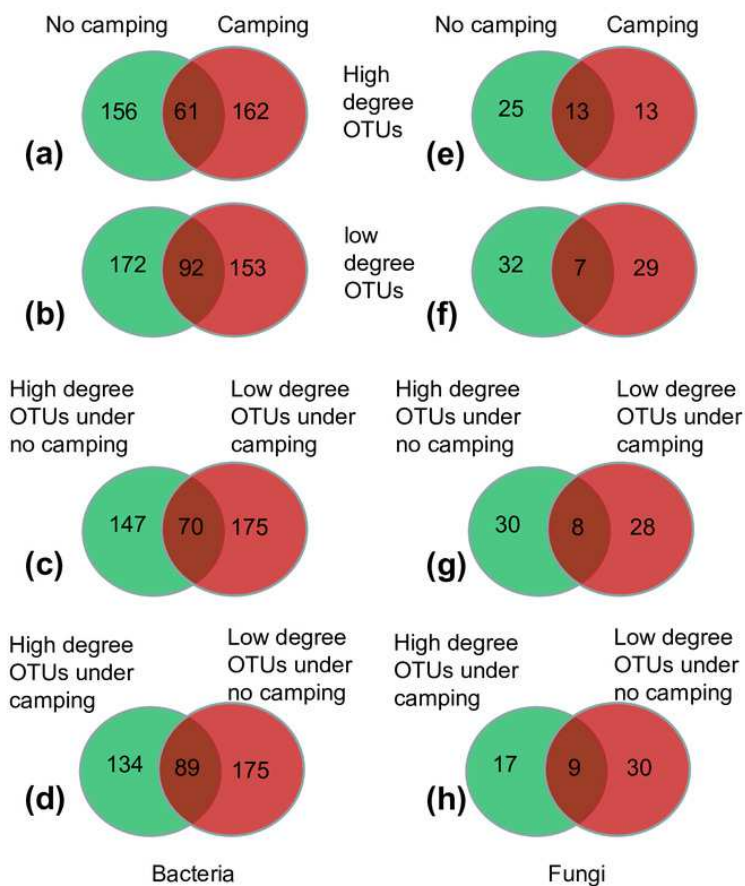 No camping Camping
156 61 162
(a)
High
degree
OTUs
No camping Camping
25 13 13
(e)
172 92 153
(b)
low
degree
OTUs
32 7 29
(f)
High degree
OTUs under
no camping
Low degree
OTUs under
camping
147 70 175
(c)
High degree
OTUs under
no camping
Low degree
OTUs under
camping
30 8 28
(g)
High degree
OTUs under
camping
Low degree
OTUs under
no camping
134 89 175
(d)
High degree
OTUs under
camping
Low degree
OTUs under
no camping
17 9 30
(h)
Bacteria
Fungi